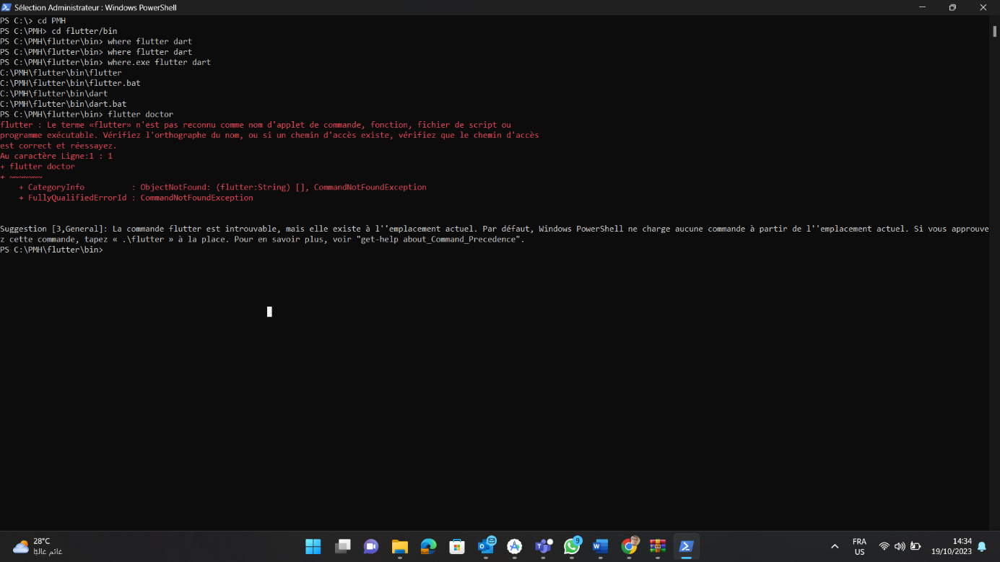 Sélection Administrateur : Windows PowerShell
PS C:\> cd PMH
PS C:\PMH> cd flutter/bin
PS C:\PMH\flutter\bin> where flutter dart
PS C:\PMH\flutter\bin> where flutter dart
PS C:\PMH\flutter\bin> where.exe flutter dart
C:\PMH\flutter\bin\flutter
C:\PMH\flutter\bin\flutter.bat
C:\PMH\flutter\bin\dart
C:\PMH\flutter\bin\dart.bat
PS C:\PMH\flutter\bin> flutter doctor
flutter : Le terme «flutter» n'est pas reconnu comme nom d'applet de commande, fonction, fichier de script ou
programme exécutable. Vérifiez l'orthographe du nom, ou si un chemin d'accès existe, vérifiez que le chemin d'accès
est correct et réessayez.
Au caractère Ligne:1 : 1
+ flutter doctor
+ ~~~~~~~
    + CategoryInfo          : ObjectNotFound: (flutter:String) [], CommandNotFoundException
    + FullyQualifiedErrorId : CommandNotFoundException
Suggestion [3,General]: La commande flutter est introuvable, mais elle existe à l''emplacement actuel. Par défaut, Windows PowerShell ne charge aucune commande à partir de l''emplacement actuel. Si vous approuve
z cette commande, tapez « .\flutter » à la place. Pour en savoir plus, voir "get-help about_Command_Precedence".
PS C:\PMH\flutter\bin>
28°C
غائم غالبًا
9
FRA
US
14:34
19/10/2023